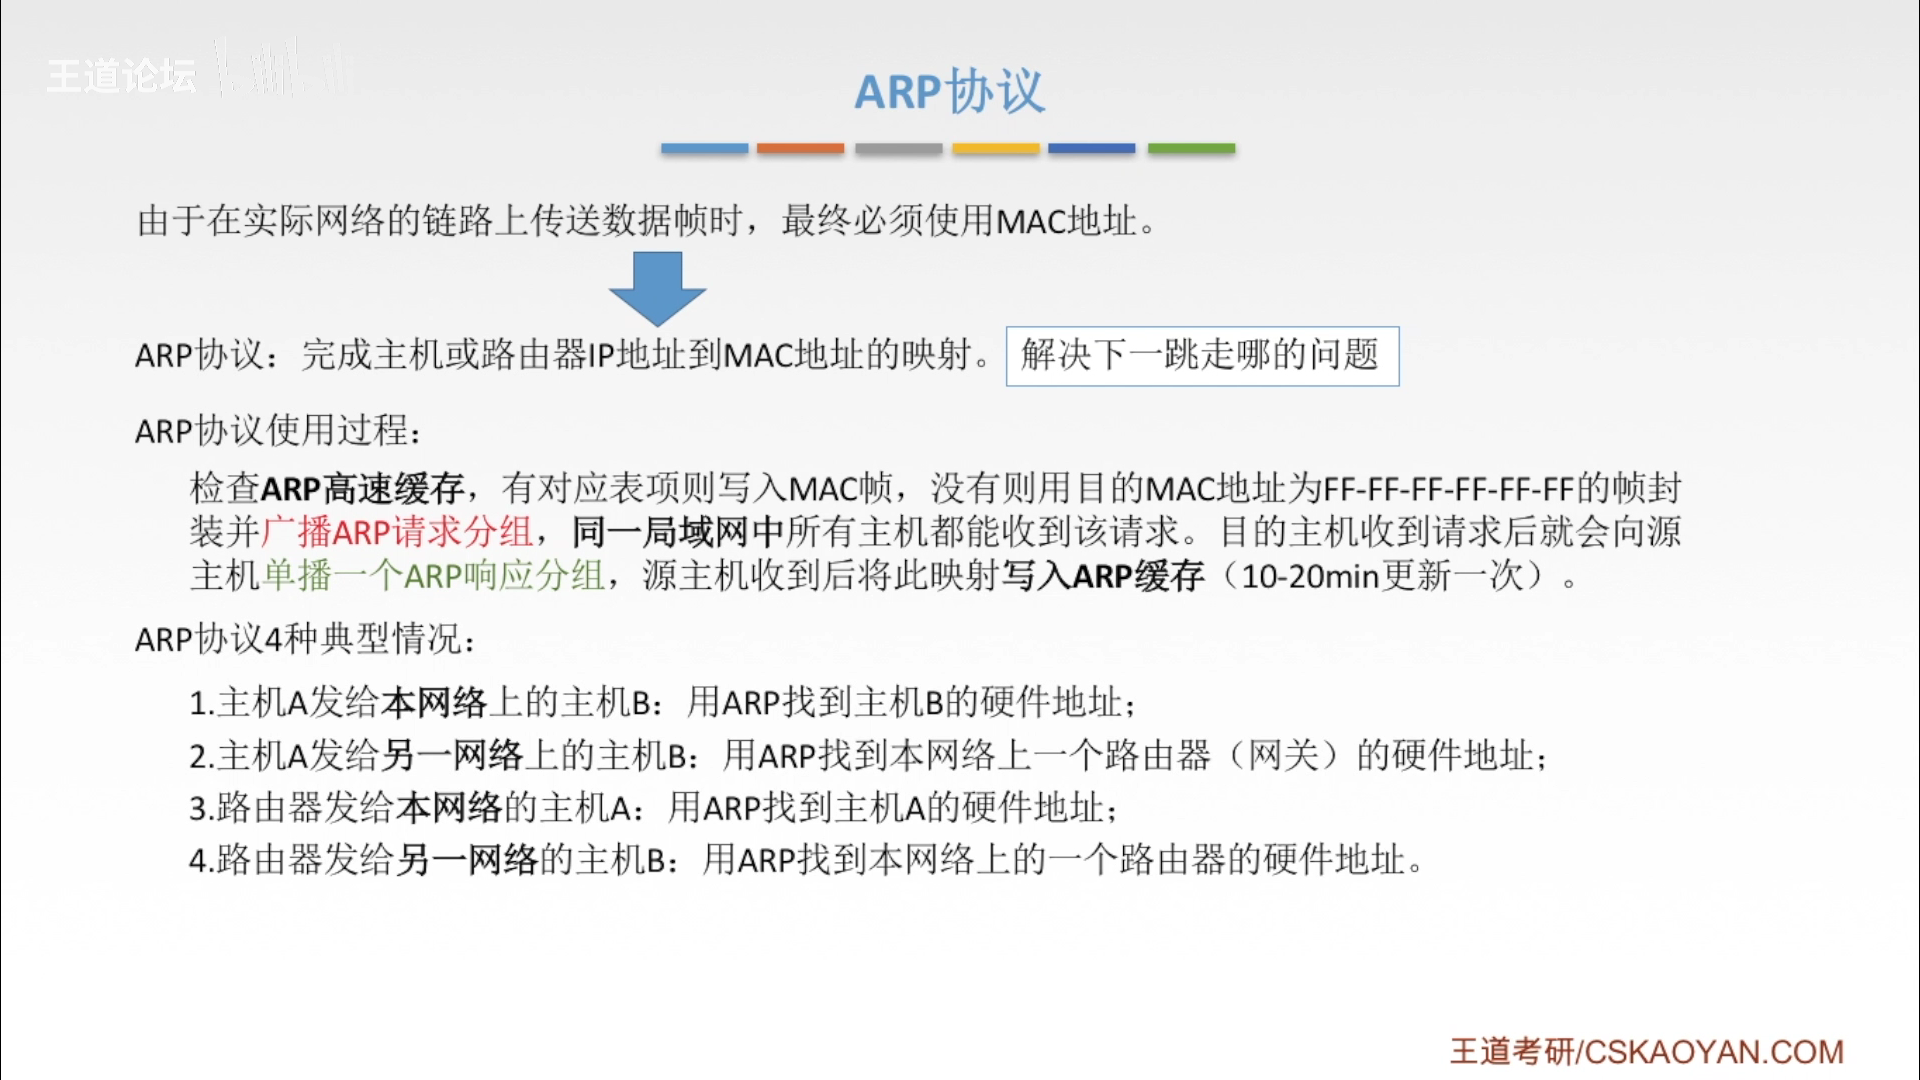 王道论坛
ARP协议
由于在实际网络的链路上传送数据帧时，最终必须使用MAC地址。
ARP协议：完成主机或路由器IP地址到MAC地址的映射。 解决下一跳走哪的问题
ARP协议使用过程：
检查ARP高速缓存，有对应表项则写入MAC帧，没有则用目的MAC地址为FF-FF-FF-FF-FF-FF的帧封
装并广播ARP请求分组，同一局域网中所有主机都能收到该请求。目的主机收到请求后就会向源
主机单播一个ARP响应分组，源主机收到后将此映射写入ARP缓存（10-20min更新一次）。
ARP协议4种典型情况：
1.主机A发给本网络上的主机B：用ARP找到主机B的硬件地址；
2.主机A发给另一网络上的主机B：用ARP找到本网络上一个路由器（网关）的硬件地址；
3.路由器发给本网络的主机A：用ARP找到主机A的硬件地址；
4.路由器发给另一网络的主机B：用ARP找到本网络上的一个路由器的硬件地址。
王道考研/CSKAOYAN.COM